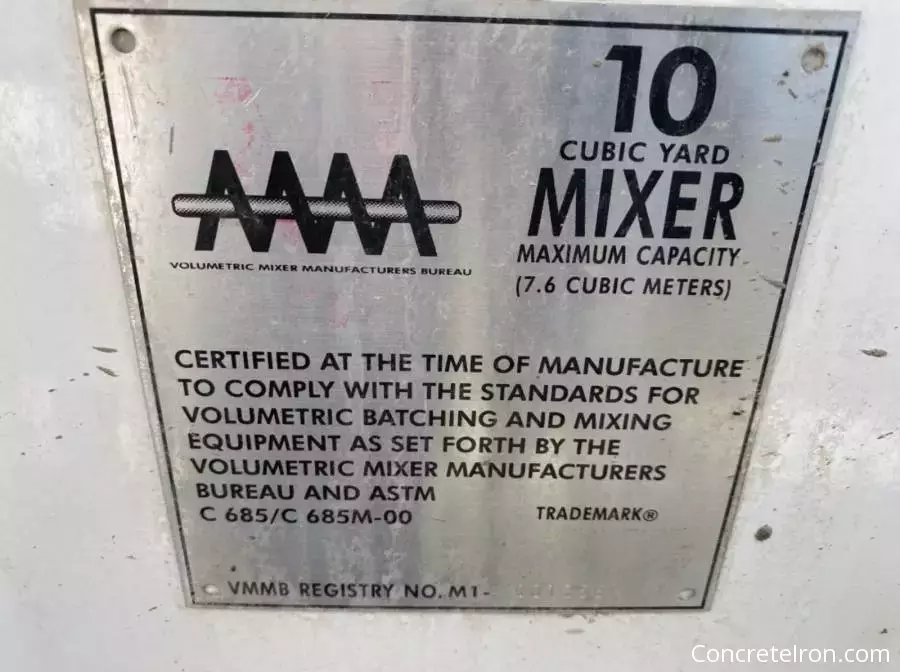 10
CUBIC YARD
MIXER
MAXIMUM CAPACITY
(7.6 CUBIC METERS)
VOLUMETRIC MIXER MANUFACTURERS BUREAU
CERTIFIED AT THE TIME OF MANUFACTURE
TO COMPLY WITH THE STANDARDS FOR
VOLUMETRIC BATCHING AND MIXING
EQUIPMENT AS SET FORTH BY THE
VOLUMETRIC MIXER MANUFACTURERS
BUREAU AND ASTM
C 685/C 685M-00
TRADEMARK®
VMMB REGISTRY NO. M1-
ConcreteIron.com